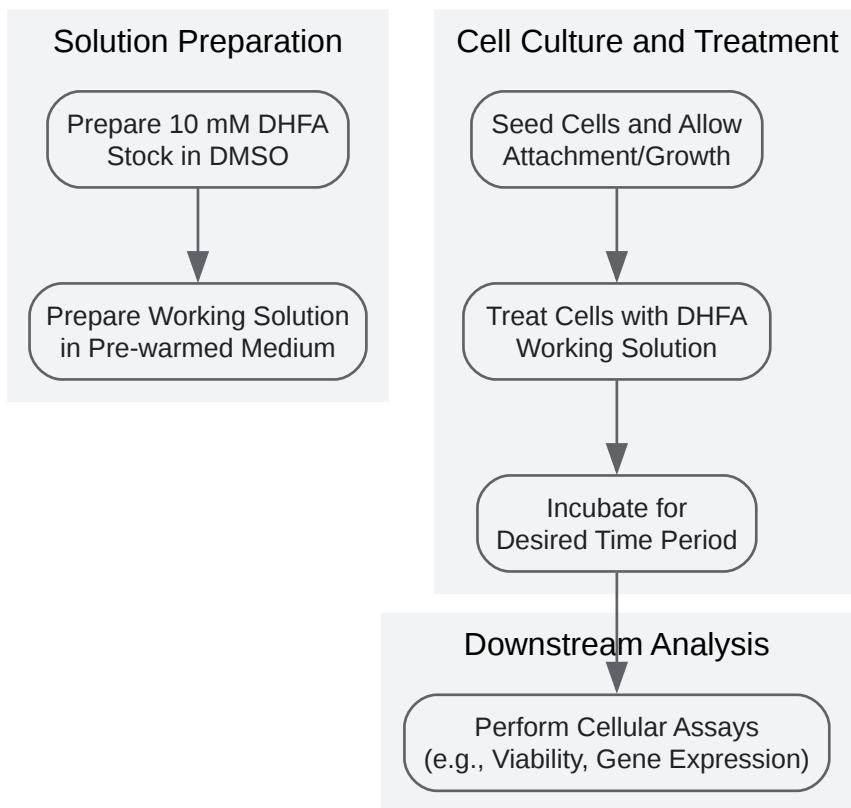 Solution Preparation
Prepare 10 mM DHFA
Stock in DMSO
Prepare Working Solution
in Pre-warmed Medium
Cell Culture and Treatment
Seed Cells and Allow
Attachment/Growth
Treat Cells with DHFA
Working Solution
Incubate for
Desired Time Period
Downstream Analysis
Perform Cellular Assays
(e.g., Viability, Gene Expression)